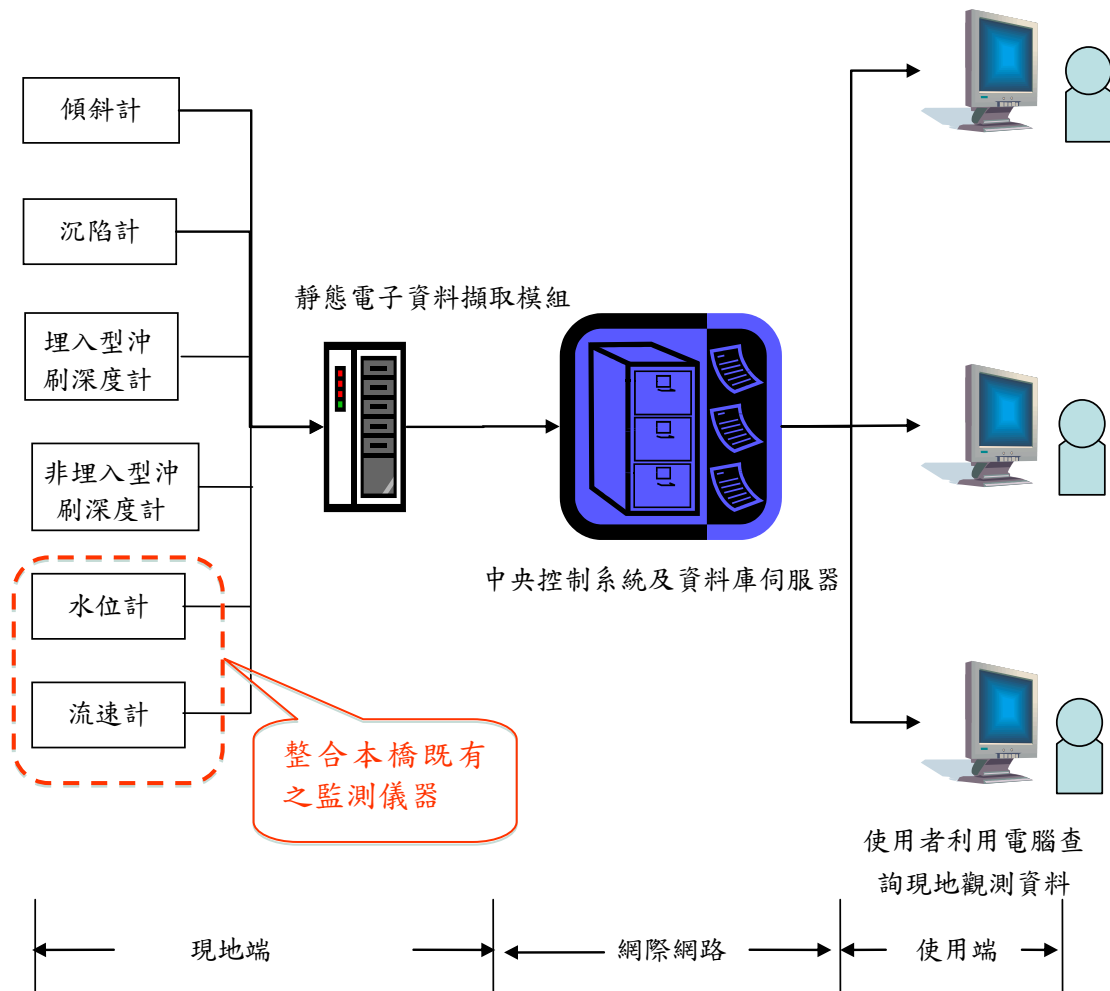 傾斜計
沉陷計
埋入型沖
刷深度計
非埋入型沖
刷深度計
水位計
流速計
整合本橋既有
之監測儀器
靜態電子資料擷取模組
中央控制系統及資料庫伺服器
使用者利用電腦查
詢現地觀測資料
現地端
網際網路
使用端